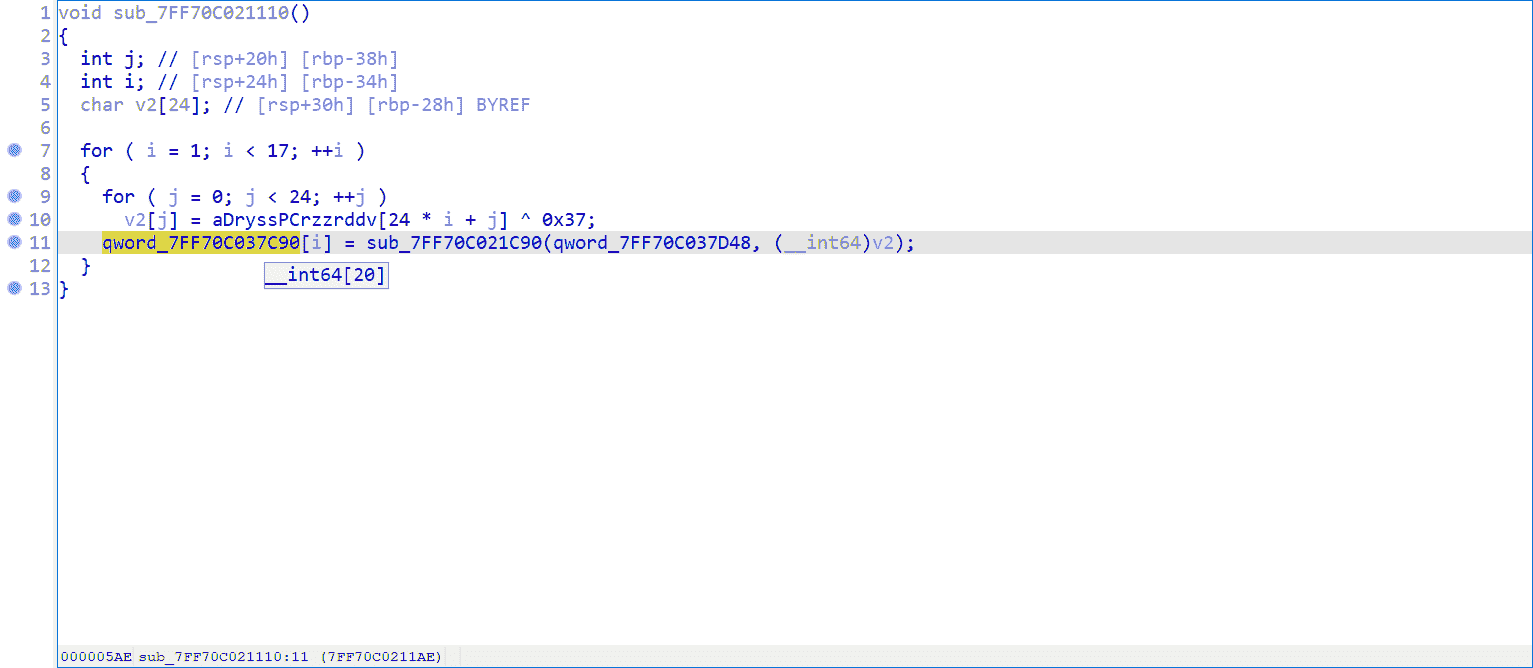 1 void sub_7FF70C021110()
2 {
3 int j; // [rsp+20h] [rbp-38h]
4 int i; // [rsp+24h] [rbp-34h]
5 char v2[24]; // [rsp+30h] [rbp-28h] BYREF
6
7 for ( i = 1; i < 17; ++i )
8 {
9 for ( j = 0; j < 24; ++j )
10 v2[j] = aDryssPCrzzrddv[24 * i + j] ^ 0x37;
11 qword_7FF70C037C90[i] = sub_7FF70C021C90(qword_7FF70C037D48, (__int64)v2);
12 }
__int64[20]
13 }
000005AE sub_7FF70C021110:11 (7FF70C0211AE)